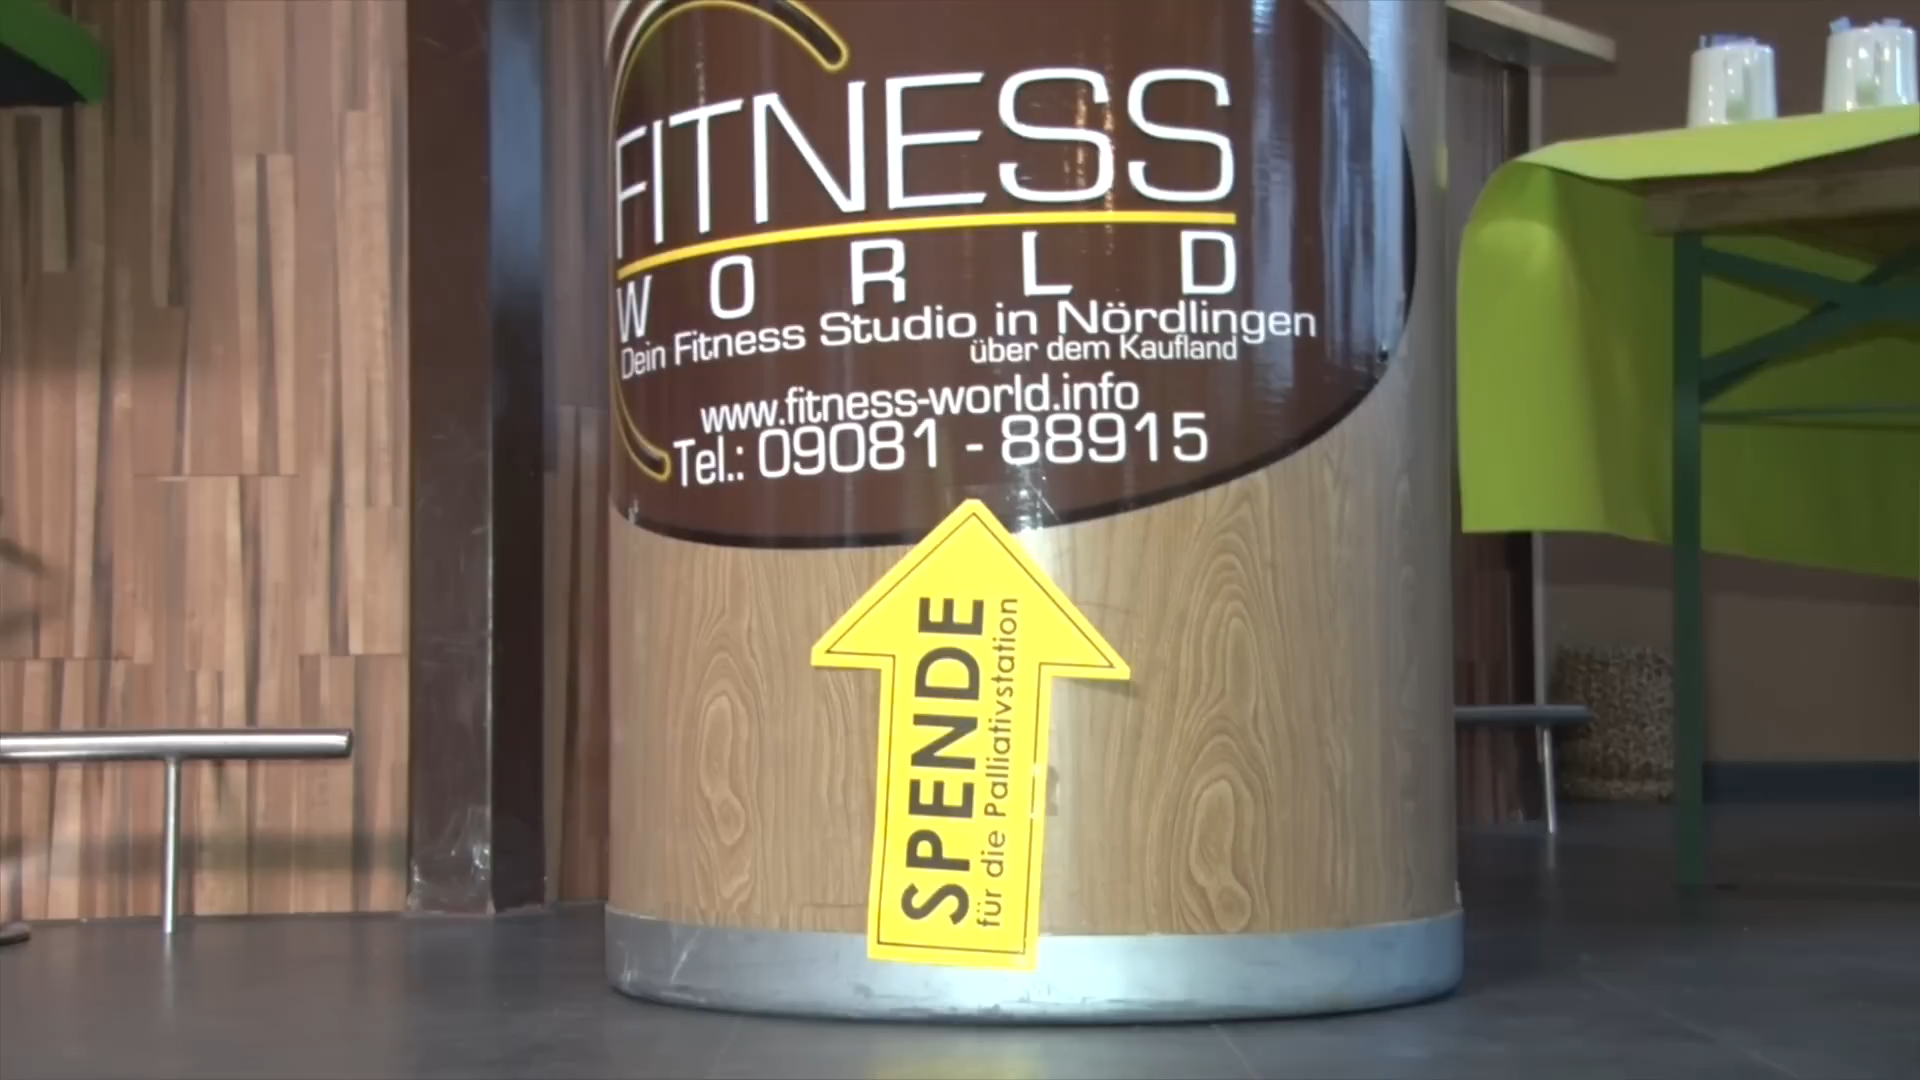 FITNESS
WORLD
Dein Fitness Studio in Nördlingen
über dem Kaufland
www.fitness-world.info
Tel.: 09081 - 88915
SPENDE
für die Palliativstation